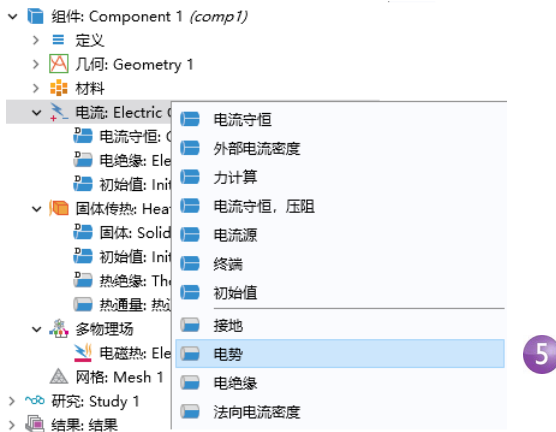 组件: Component 1 (comp1)
定义
几何: Geometry 1
材料
电流: Electric
电流守恒:
电绝缘: Ele
初始值: Init
固体传热: Hea
固体: Solid
初始值: Init
热绝缘: The
热通量: 热
多物理场
电磁热: Ele
网格: Mesh 1
研究: Study 1
结果: 结果
电流守恒
外部电流密度
力计算
电流守恒, 压阻
电流源
终端
初始值
接地
电势
电绝缘
法向电流密度
5